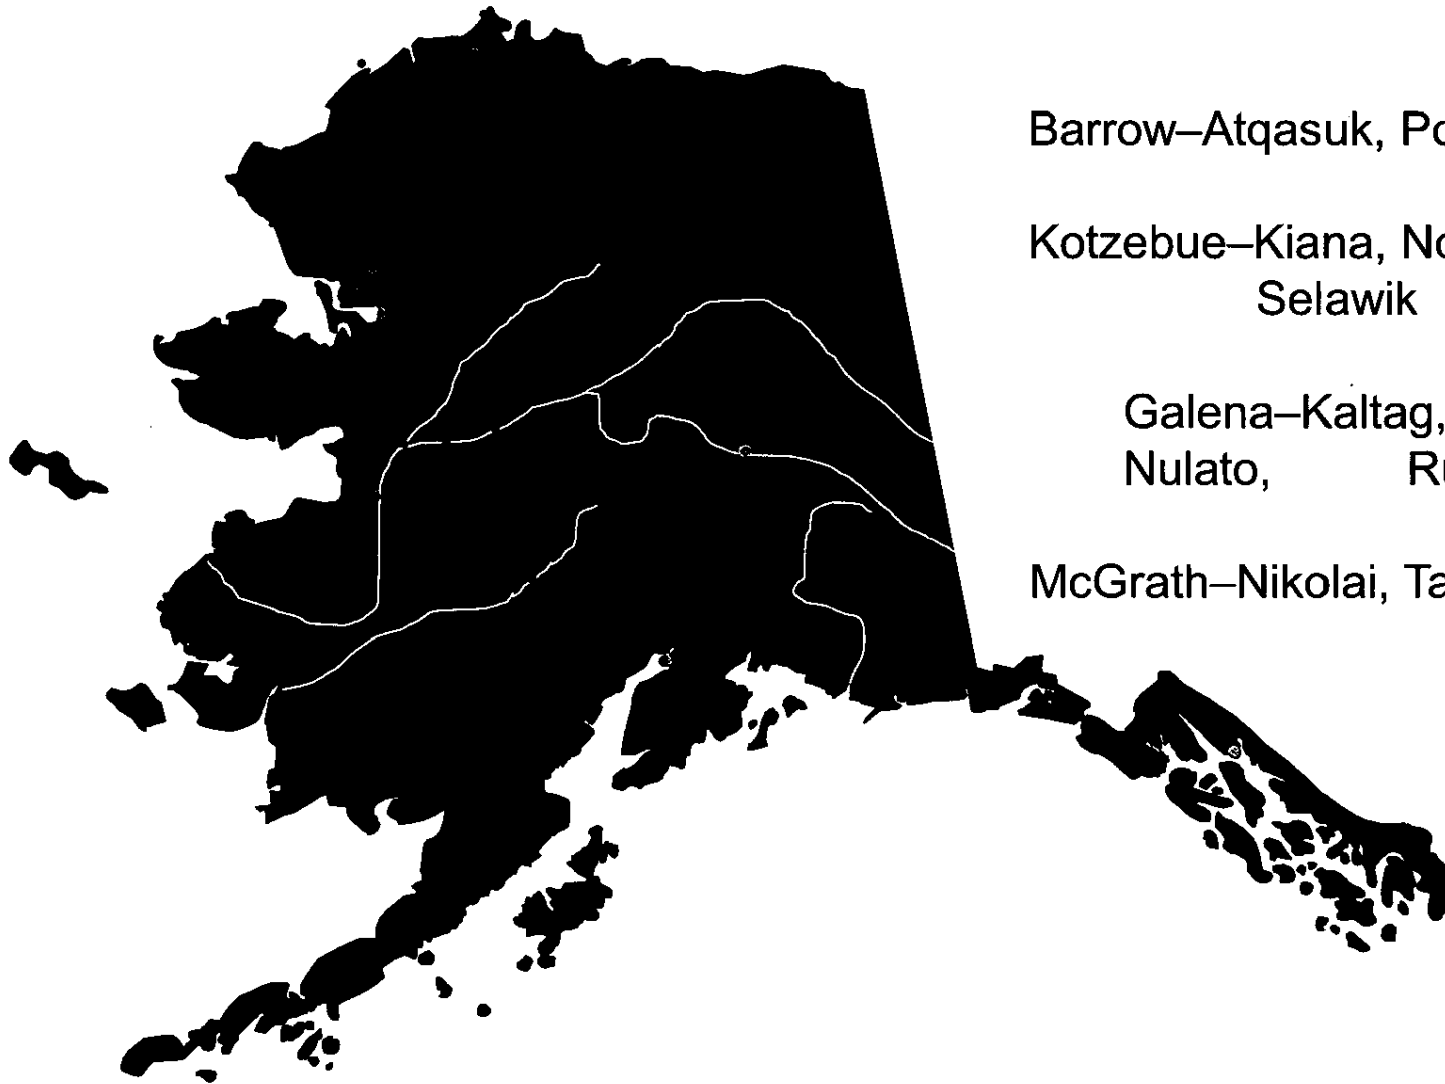 Barrow–Atqasuk,
Kotzebue–Kiana,
Selawik
Galena–Kaltag,
Nulato,
McGrath–Nikolai,